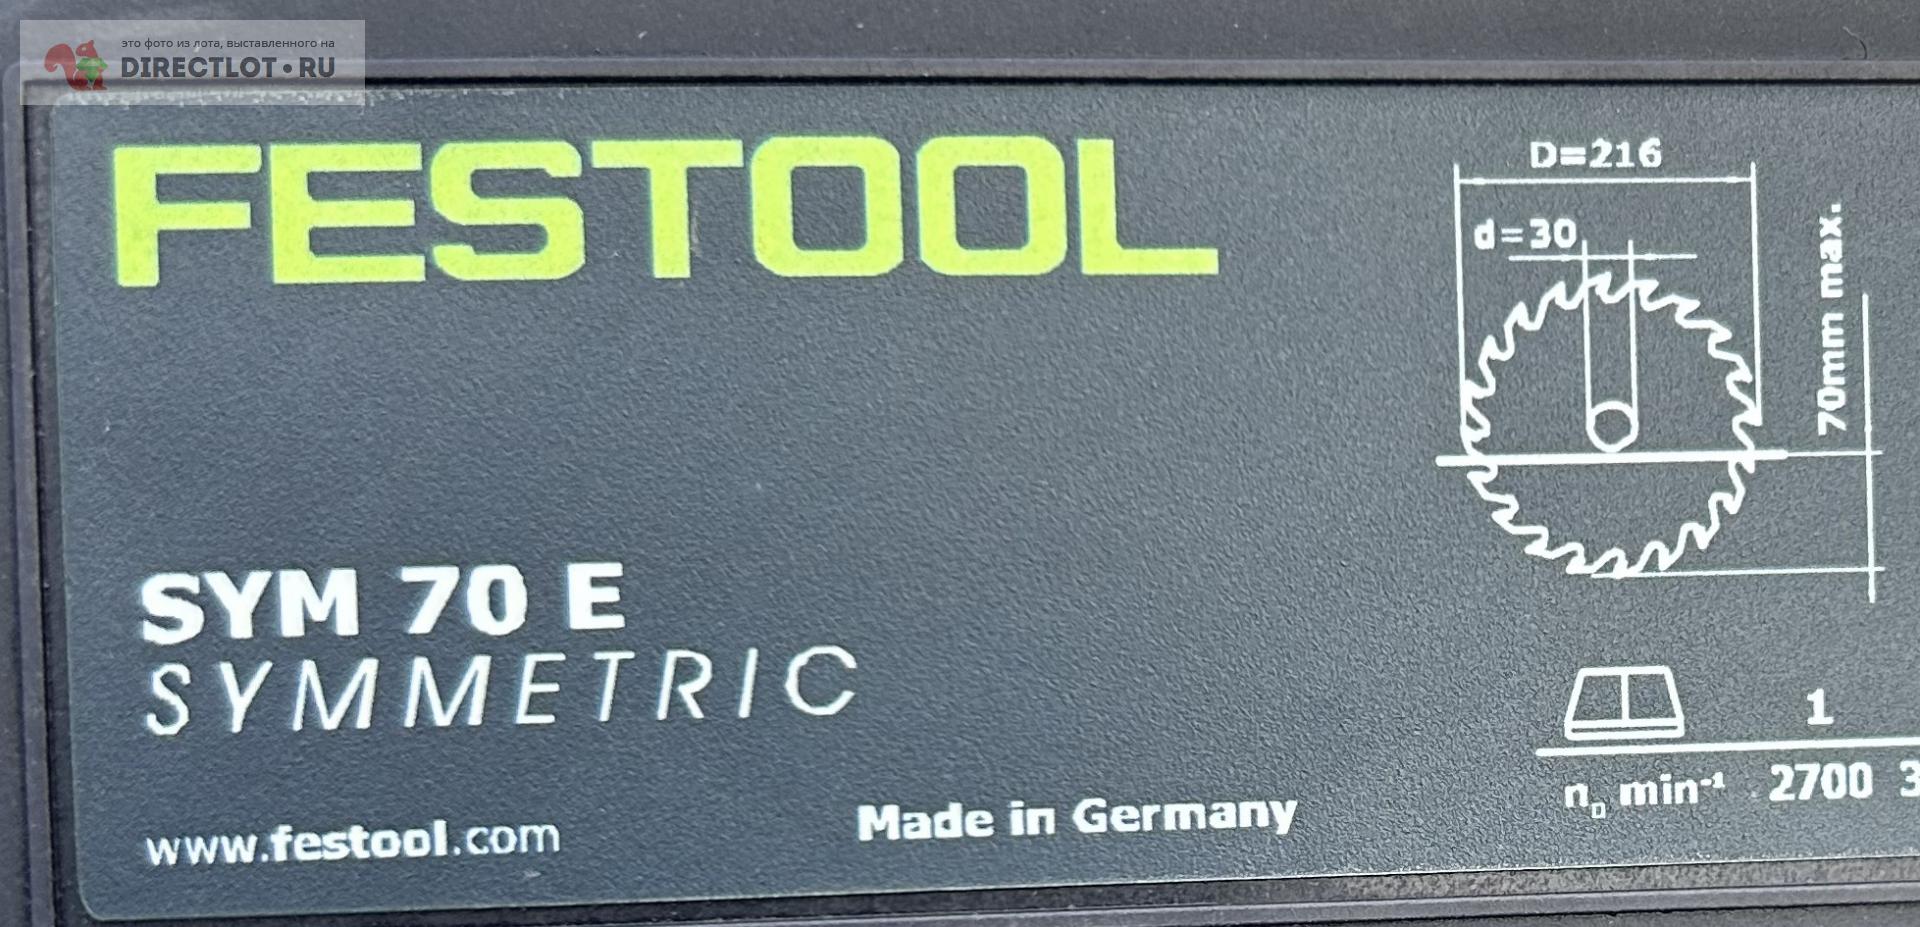 это фото из лота, выставленного на
DIRECTLOT•RU
FESTOOL
D=216
d=30
70mm max.
SYM 70 E
SYMMETRIC
1
n₀ min⁻¹ 2700 3
www.festool.com
Made in Germany